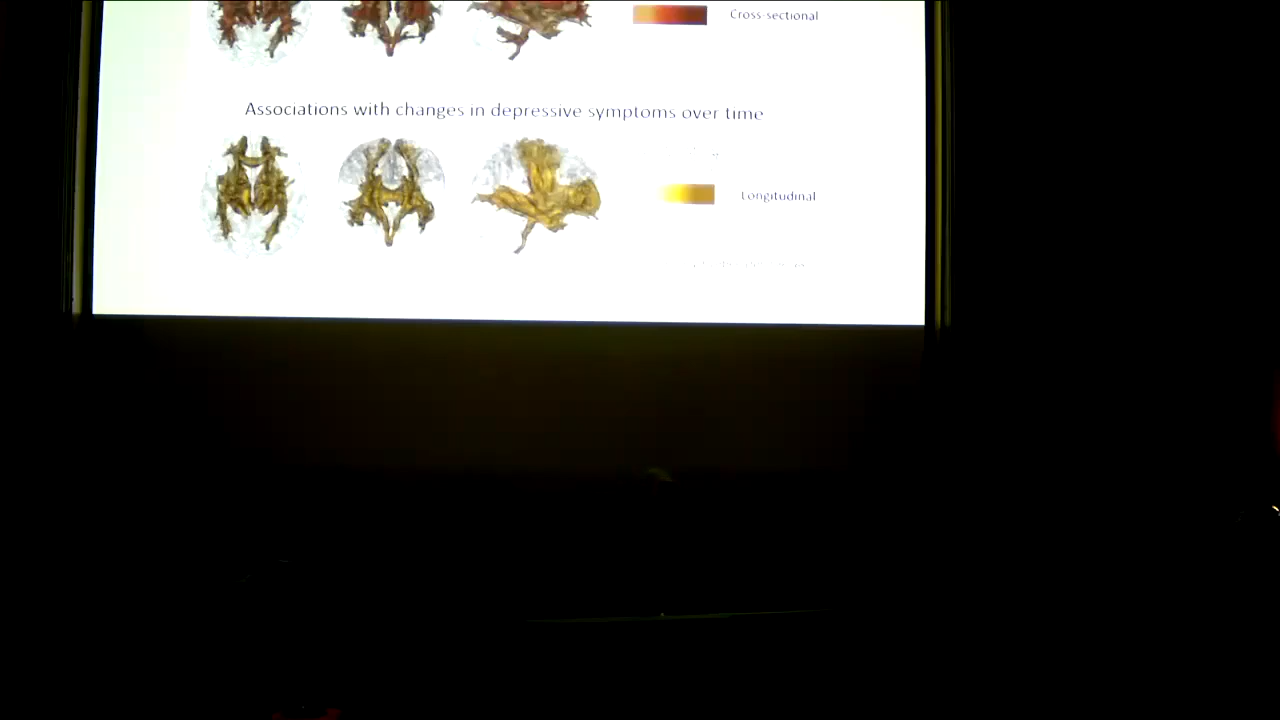 Cross-sectional
Associations with changes in depressive symptoms over time
Longitudinal